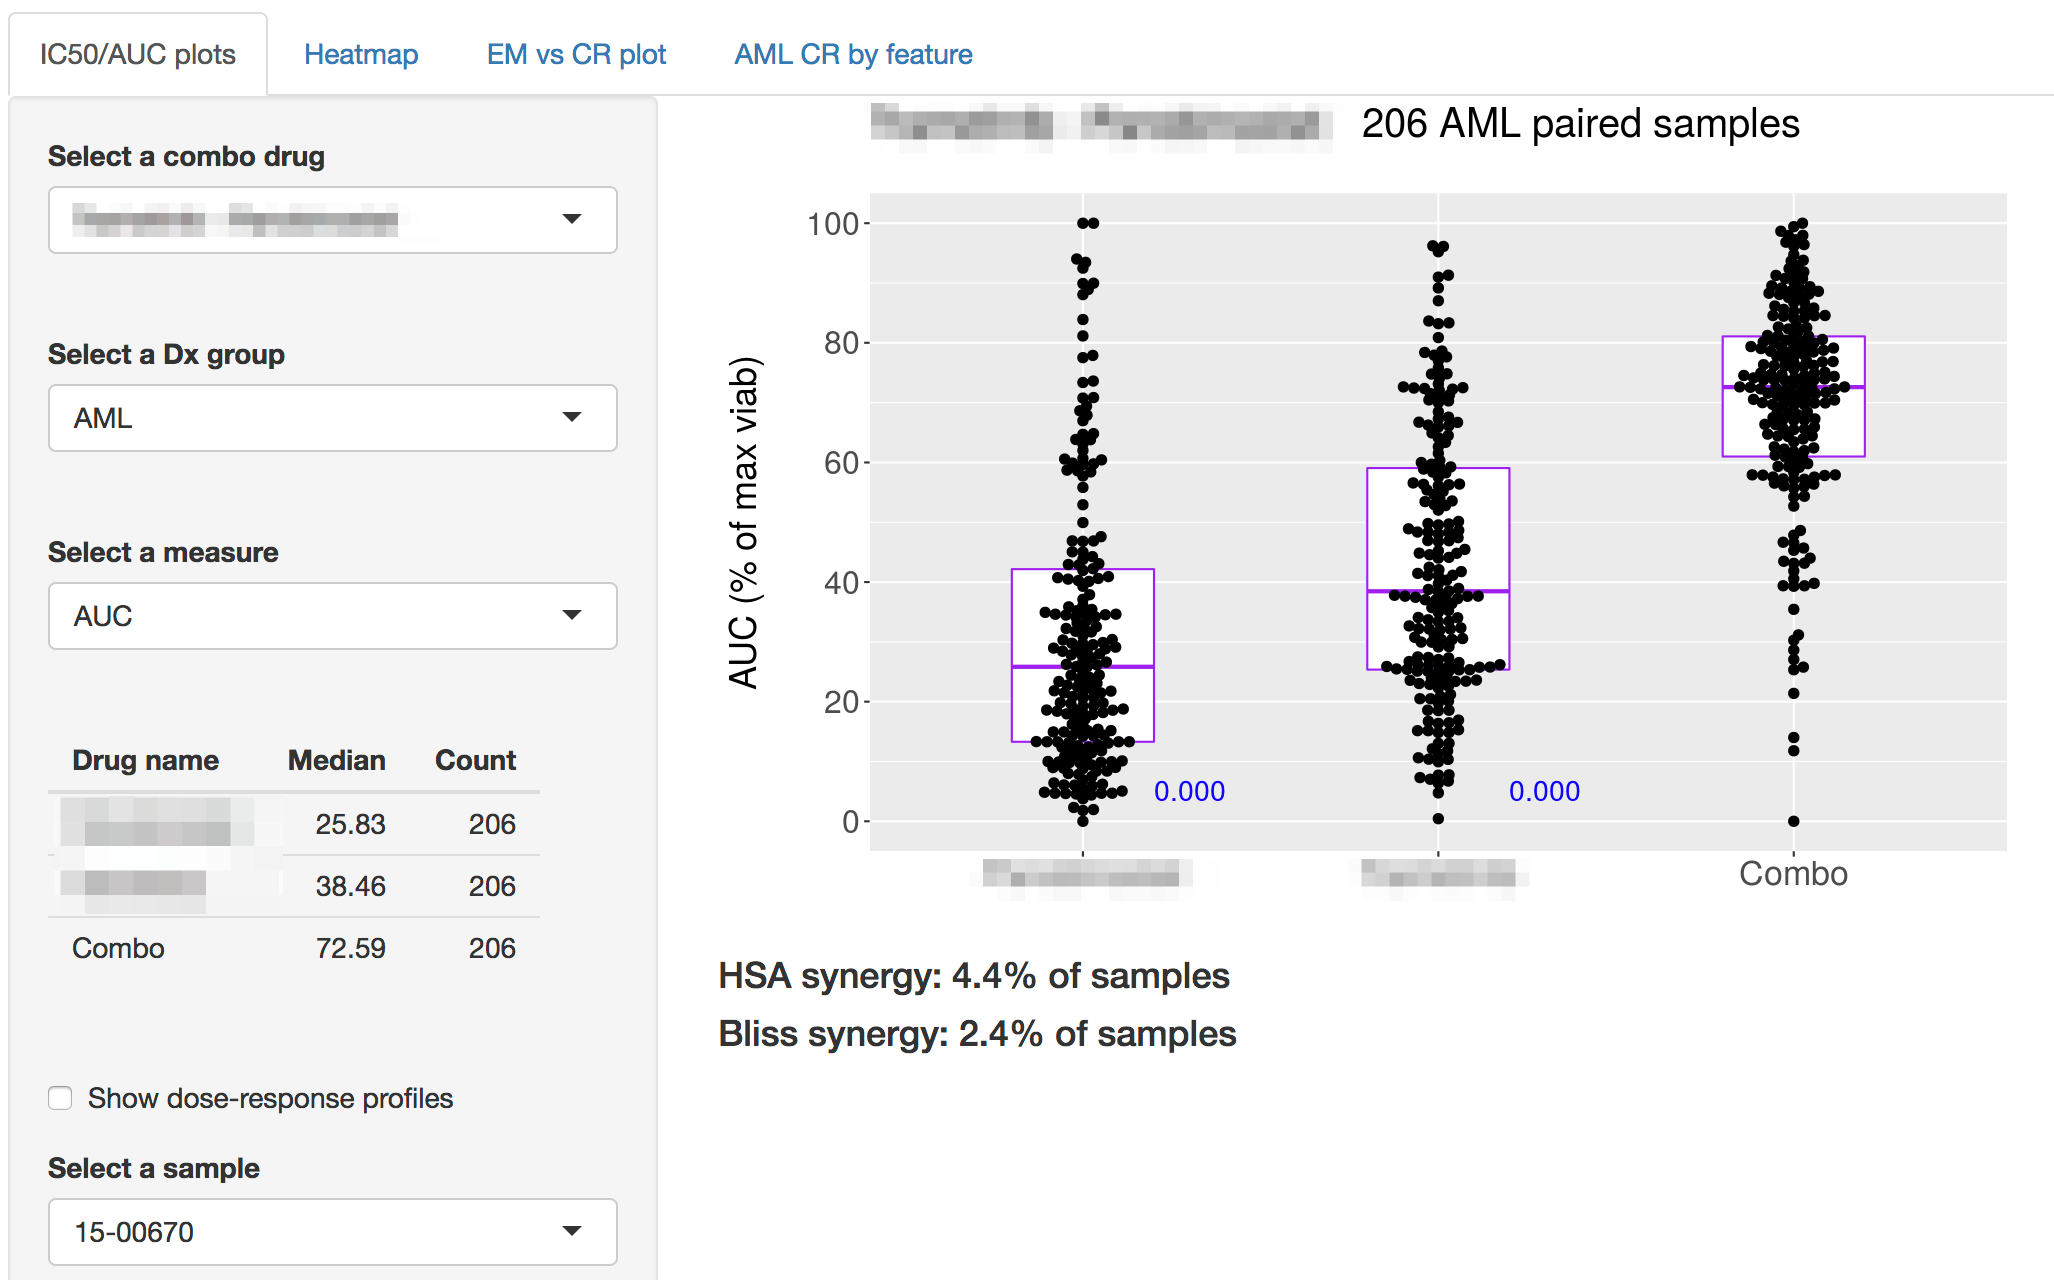 IC50/AUC plots Heatmap EM vs CR plot AML CR by feature
Select a combo drug
Select a Dx group
AML
Select a measure
AUC
Drug name Median Count
25.83 206
38.46 206
Combo 72.59 206
Show dose-response profiles
Select a sample
15-00670
206 AML paired samples
AUC (% of max viab)
100
80
60
40
20
0
0.000 0.000
Combo
HSA synergy: 4.4% of samples
Bliss synergy: 2.4% of samples